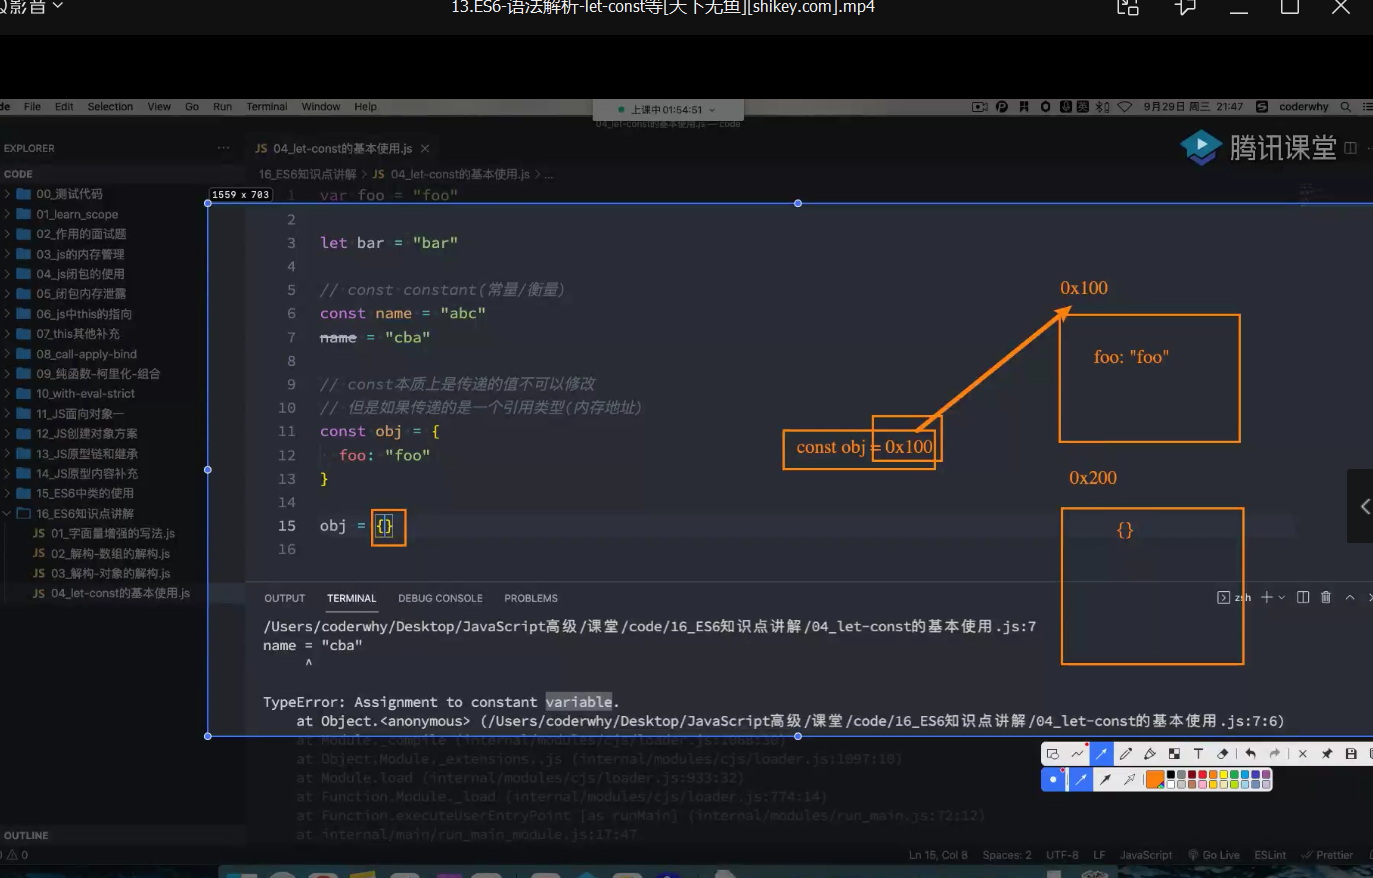 影音
13.ES6-语法解析-let-const等[天下无鱼][shikey.com].mp4
de File Edit Selection View Go Run Terminal Window Help
上课中 01:54:51
9月29日 周三 21:47
coderwhy
04_let-const的基本使用.js — code
EXPLORER
JS 04_let-const的基本使用.js
腾讯课堂
CODE
16_ES6知识点讲解 > JS 04_let-const的基本使用.js > ...
00_测试代码
01_learn_scope
02_作用的面试题
03_js的内存管理
04_js闭包的使用
05_闭包内存泄露
06_js中this的指向
07_this其他补充
08_call-apply-bind
09_纯函数-柯里化-组合
10_with-eval-strict
11_JS面向对象一
12_JS创建对象方案
13_JS原型链和继承
14_JS原型内容补充
15_ES6中类的使用
16_ES6知识点讲解
JS 01_字面量增强的写法.js
JS 02_解构-数组的解构.js
JS 03_解构-对象的解构.js
JS 04_let-const的基本使用.js
1559 x 703
1 var foo = "foo"
2
3 let bar = "bar"
4
5 // const constant(常量/衡量)
6 const name = "abc"
7 name = "cba"
8
9 // const本质上是传递的值不可以修改
10 // 但是如果传递的是一个引用类型(内存地址)
11 const obj = {
12 foo: "foo"
13 }
14
15 obj = {}
16
0x100
foo: "foo"
const obj = 0x100
0x200
{}
OUTPUT TERMINAL DEBUG CONSOLE PROBLEMS
zsh
/Users/coderwhy/Desktop/JavaScript高级/课堂/code/16_ES6知识点讲解/04_let-const的基本使用.js:7
name = "cba"
^
TypeError: Assignment to constant variable.
at Object.<anonymous> (/Users/coderwhy/Desktop/JavaScript高级/课堂/code/16_ES6知识点讲解/04_let-const的基本使用.js:7:6)
at Module._compile (internal/modules/cjs/loader.js:1068:30)
at Object.Module._extensions..js (internal/modules/cjs/loader.js:1097:10)
at Module.load (internal/modules/cjs/loader.js:933:32)
at Function.Module._load (internal/modules/cjs/loader.js:774:14)
at Function.executeUserEntryPoint [as runMain] (internal/modules/run_main.js:72:12)
at internal/main/run_main_module.js:17:47
OUTLINE
0
Ln 15, Col 8 Spaces: 2 UTF-8 LF JavaScript Go Live ESLint Prettier